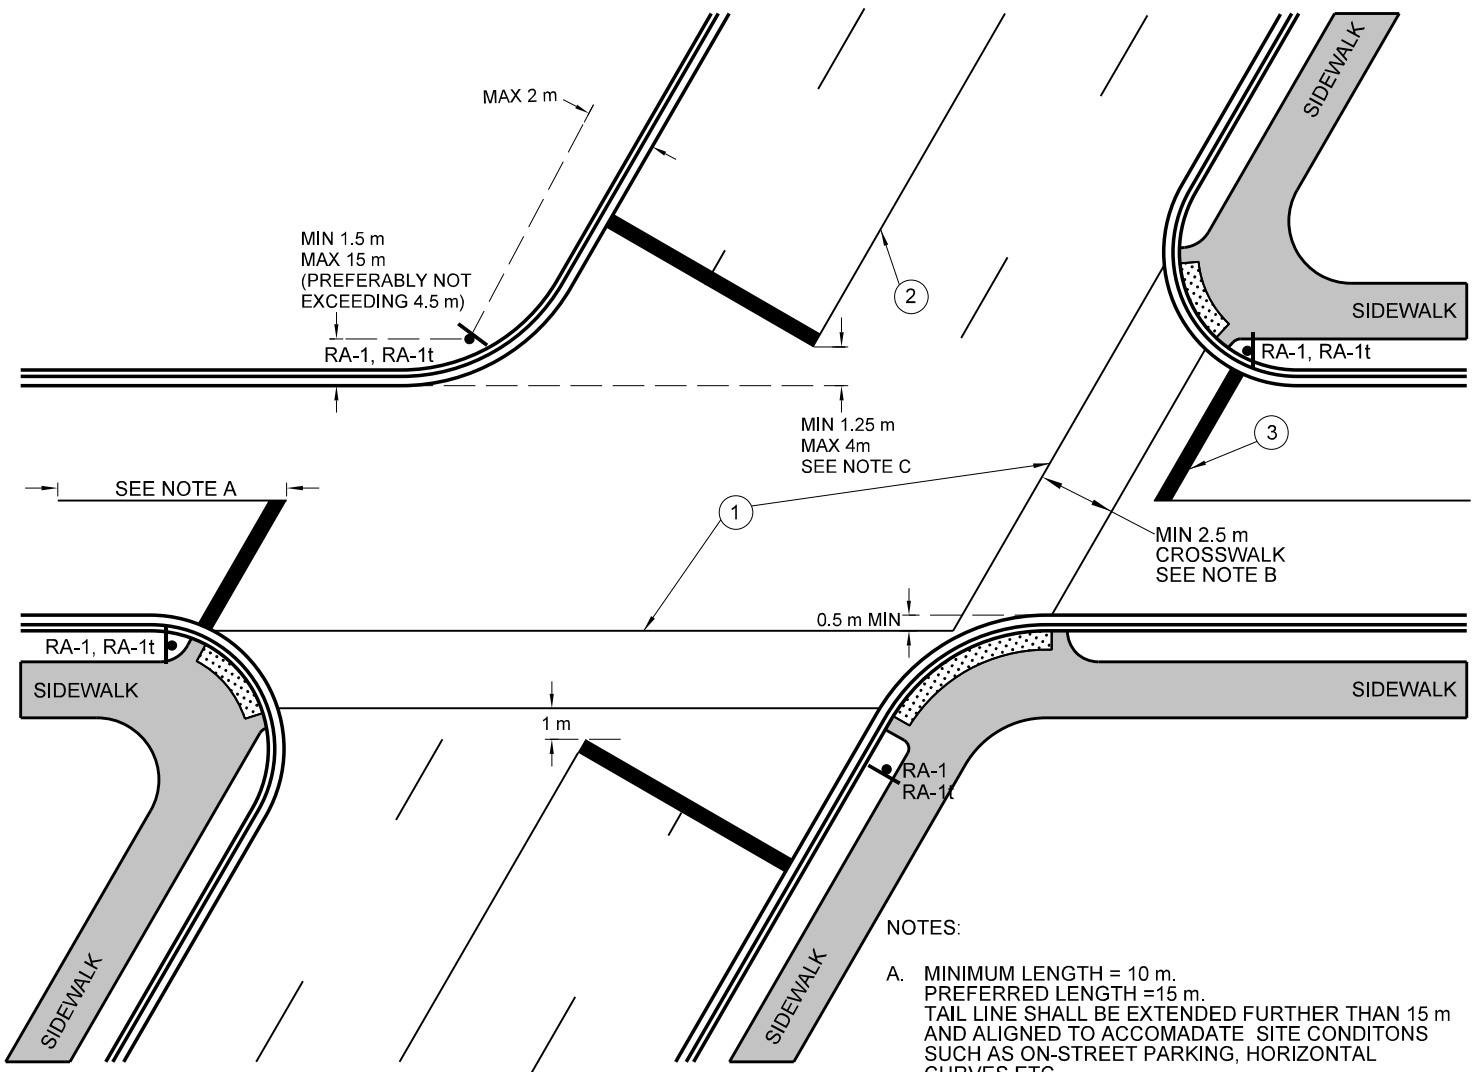 SIDEWALK
MAX 2 m
MIN 1.5 m
MAX 15 m
(PREFERABLY NOT
EXCEEDING 4.5 m)
2
SIDEWALK
RA-1, RA-1t
RA-1, RA-1t
MIN 1.25 m
MAX 4m
SEE NOTE C
3
SEE NOTE A
1
MIN 2.5 m
CROSSWALK
SEE NOTE B
0.5 m MIN
RA-1, RA-1t
SIDEWALK
SIDEWALK
1 m
RA-1
RA-1t
NOTES:
SIDEWALK
SIDEWALK
A. MINIMUM LENGTH = 10 m.
PREFERRED LENGTH =15 m.
TAIL LINE SHALL BE EXTENDED FURTHER THAN 15 m
AND ALIGNED TO ACCOMADATE SITE CONDITONS
SUCH AS ON-STREET PARKING, HORIZONTAL
CURVES ETC